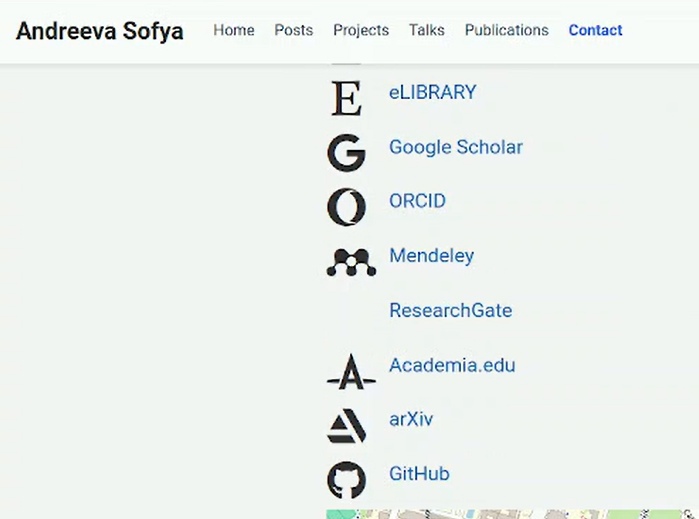 Andreeva Sofya Home Posts Projects Talks Publications Contact
eLIBRARY
Google Scholar
ORCID
Mendeley
ResearchGate
Academia.edu
arXiv
GitHub